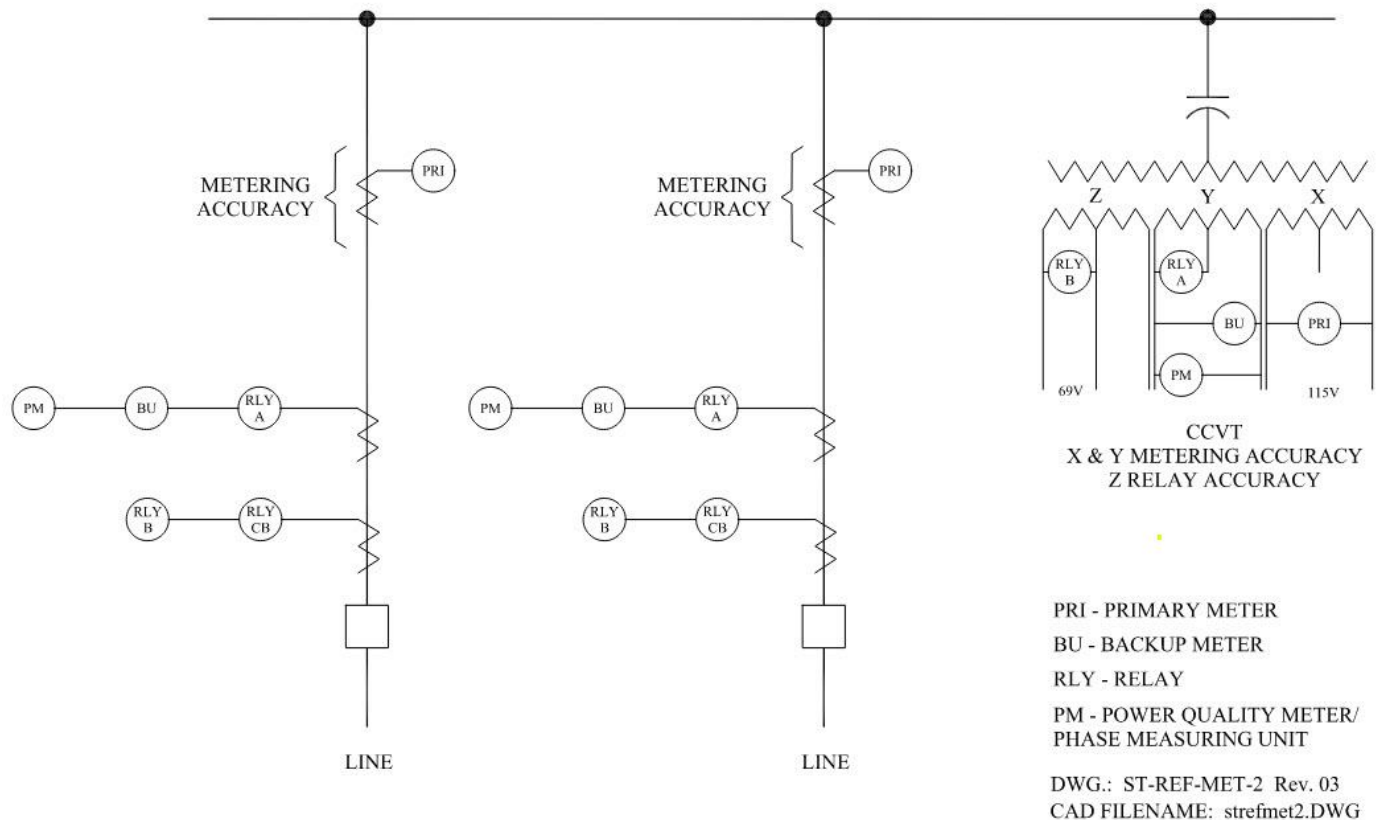 METERING
ACCURACY
PRI
METERING
ACCURACY
PRI
Z
Y
X
RLY
B
RLY
A
BU
PRI
PM
69V
115V
CCVT
X & Y METERING ACCURACY
Z RELAY ACCURACY
PM
BU
RLY
A
PM
BU
RLY
A
RLY
B
RLY
CB
RLY
B
RLY
CB
LINE
LINE
PRI - PRIMARY METER
BU - BACKUP METER
RLY - RELAY
PM - POWER QUALITY METER/
PHASE MEASURING UNIT
DWG.: ST-REF-MET-2 Rev. 03
CAD FILENAME: strefmet2.DWG